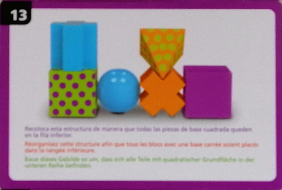 13
Reconstruya esta estructura de manera que todas las piezas de base cuadrada queden
en la fila inferior.
Réorganisez cette structure afin que tous les blocs avec une base carrée soient placés
dans la rangée inférieure.
Baue dieses Gebilde so um, dass sich alle Teile mit quadratischer Grundfläche in der
unteren Reihe befinden.